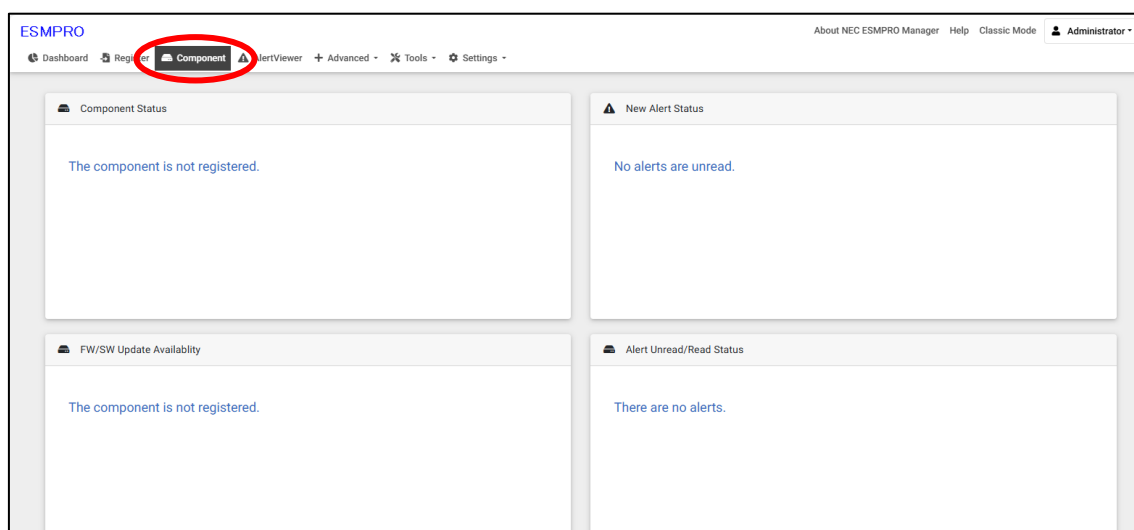 ESMPRO
About NEC ESMPRO Manager Help Classic Mode Administrator
Dashboard Register Component AlertViewer Advanced Tools Settings
Component Status
The component is not registered.
New Alert Status
No alerts are unread.
FW/SW Update Availablity
The component is not registered.
Alert Unread/Read Status
There are no alerts.